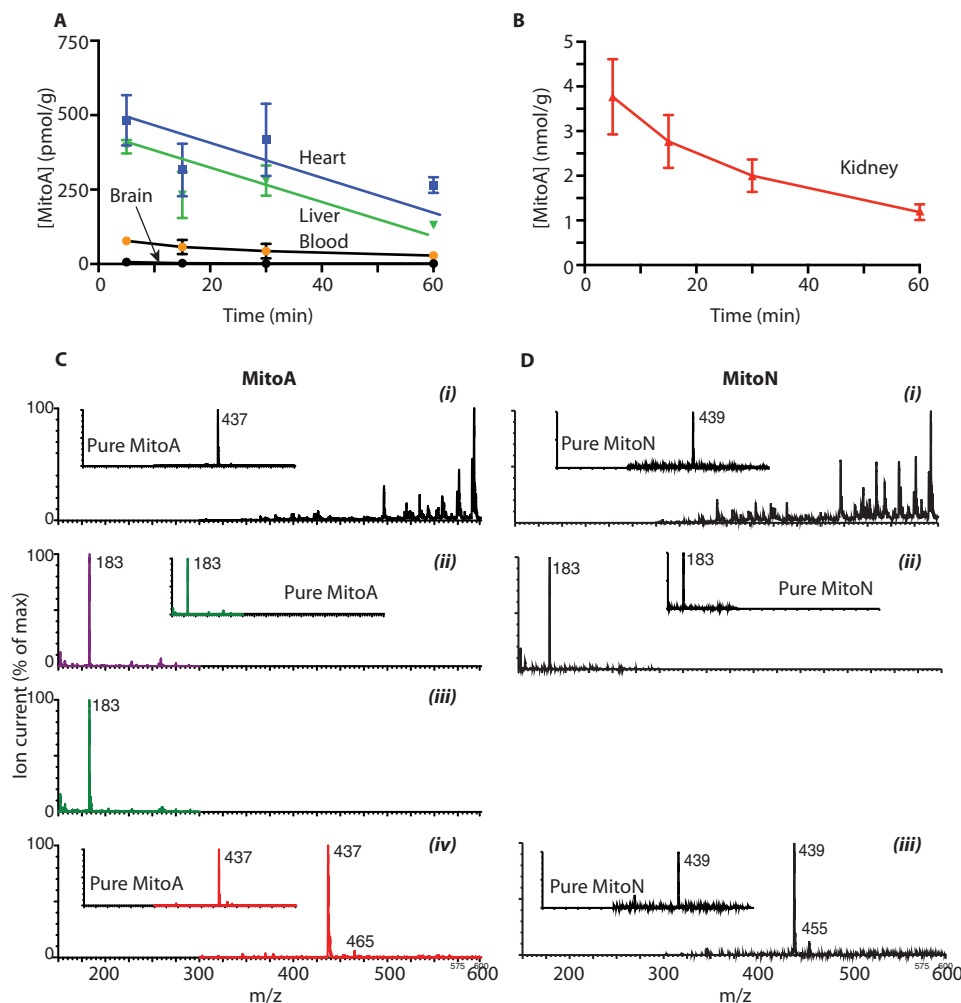 A
750
500
250
0
[MitoA] (pmol/g)
Heart
Liver
Brain
Blood
0 20 40 60
Time (min)
B
5
4
3
2
1
0
[MitoA] (nmol/g)
Kidney
0 20 40 60
Time (min)
C
MitoA
(i)
100
0
437
Pure MitoA
(ii)
100
0
183
183
Pure MitoA
(iii)
100
0
183
(iv)
100
0
437
Pure MitoA
437
465
Ion current (% of max)
200 300 400 500 575 600
m/z
D
MitoN
(i)
439
Pure MitoN
(ii)
183
183
Pure MitoN
(iii)
439
Pure MitoN
439
455
200 300 400 500 575 600
600
m/z